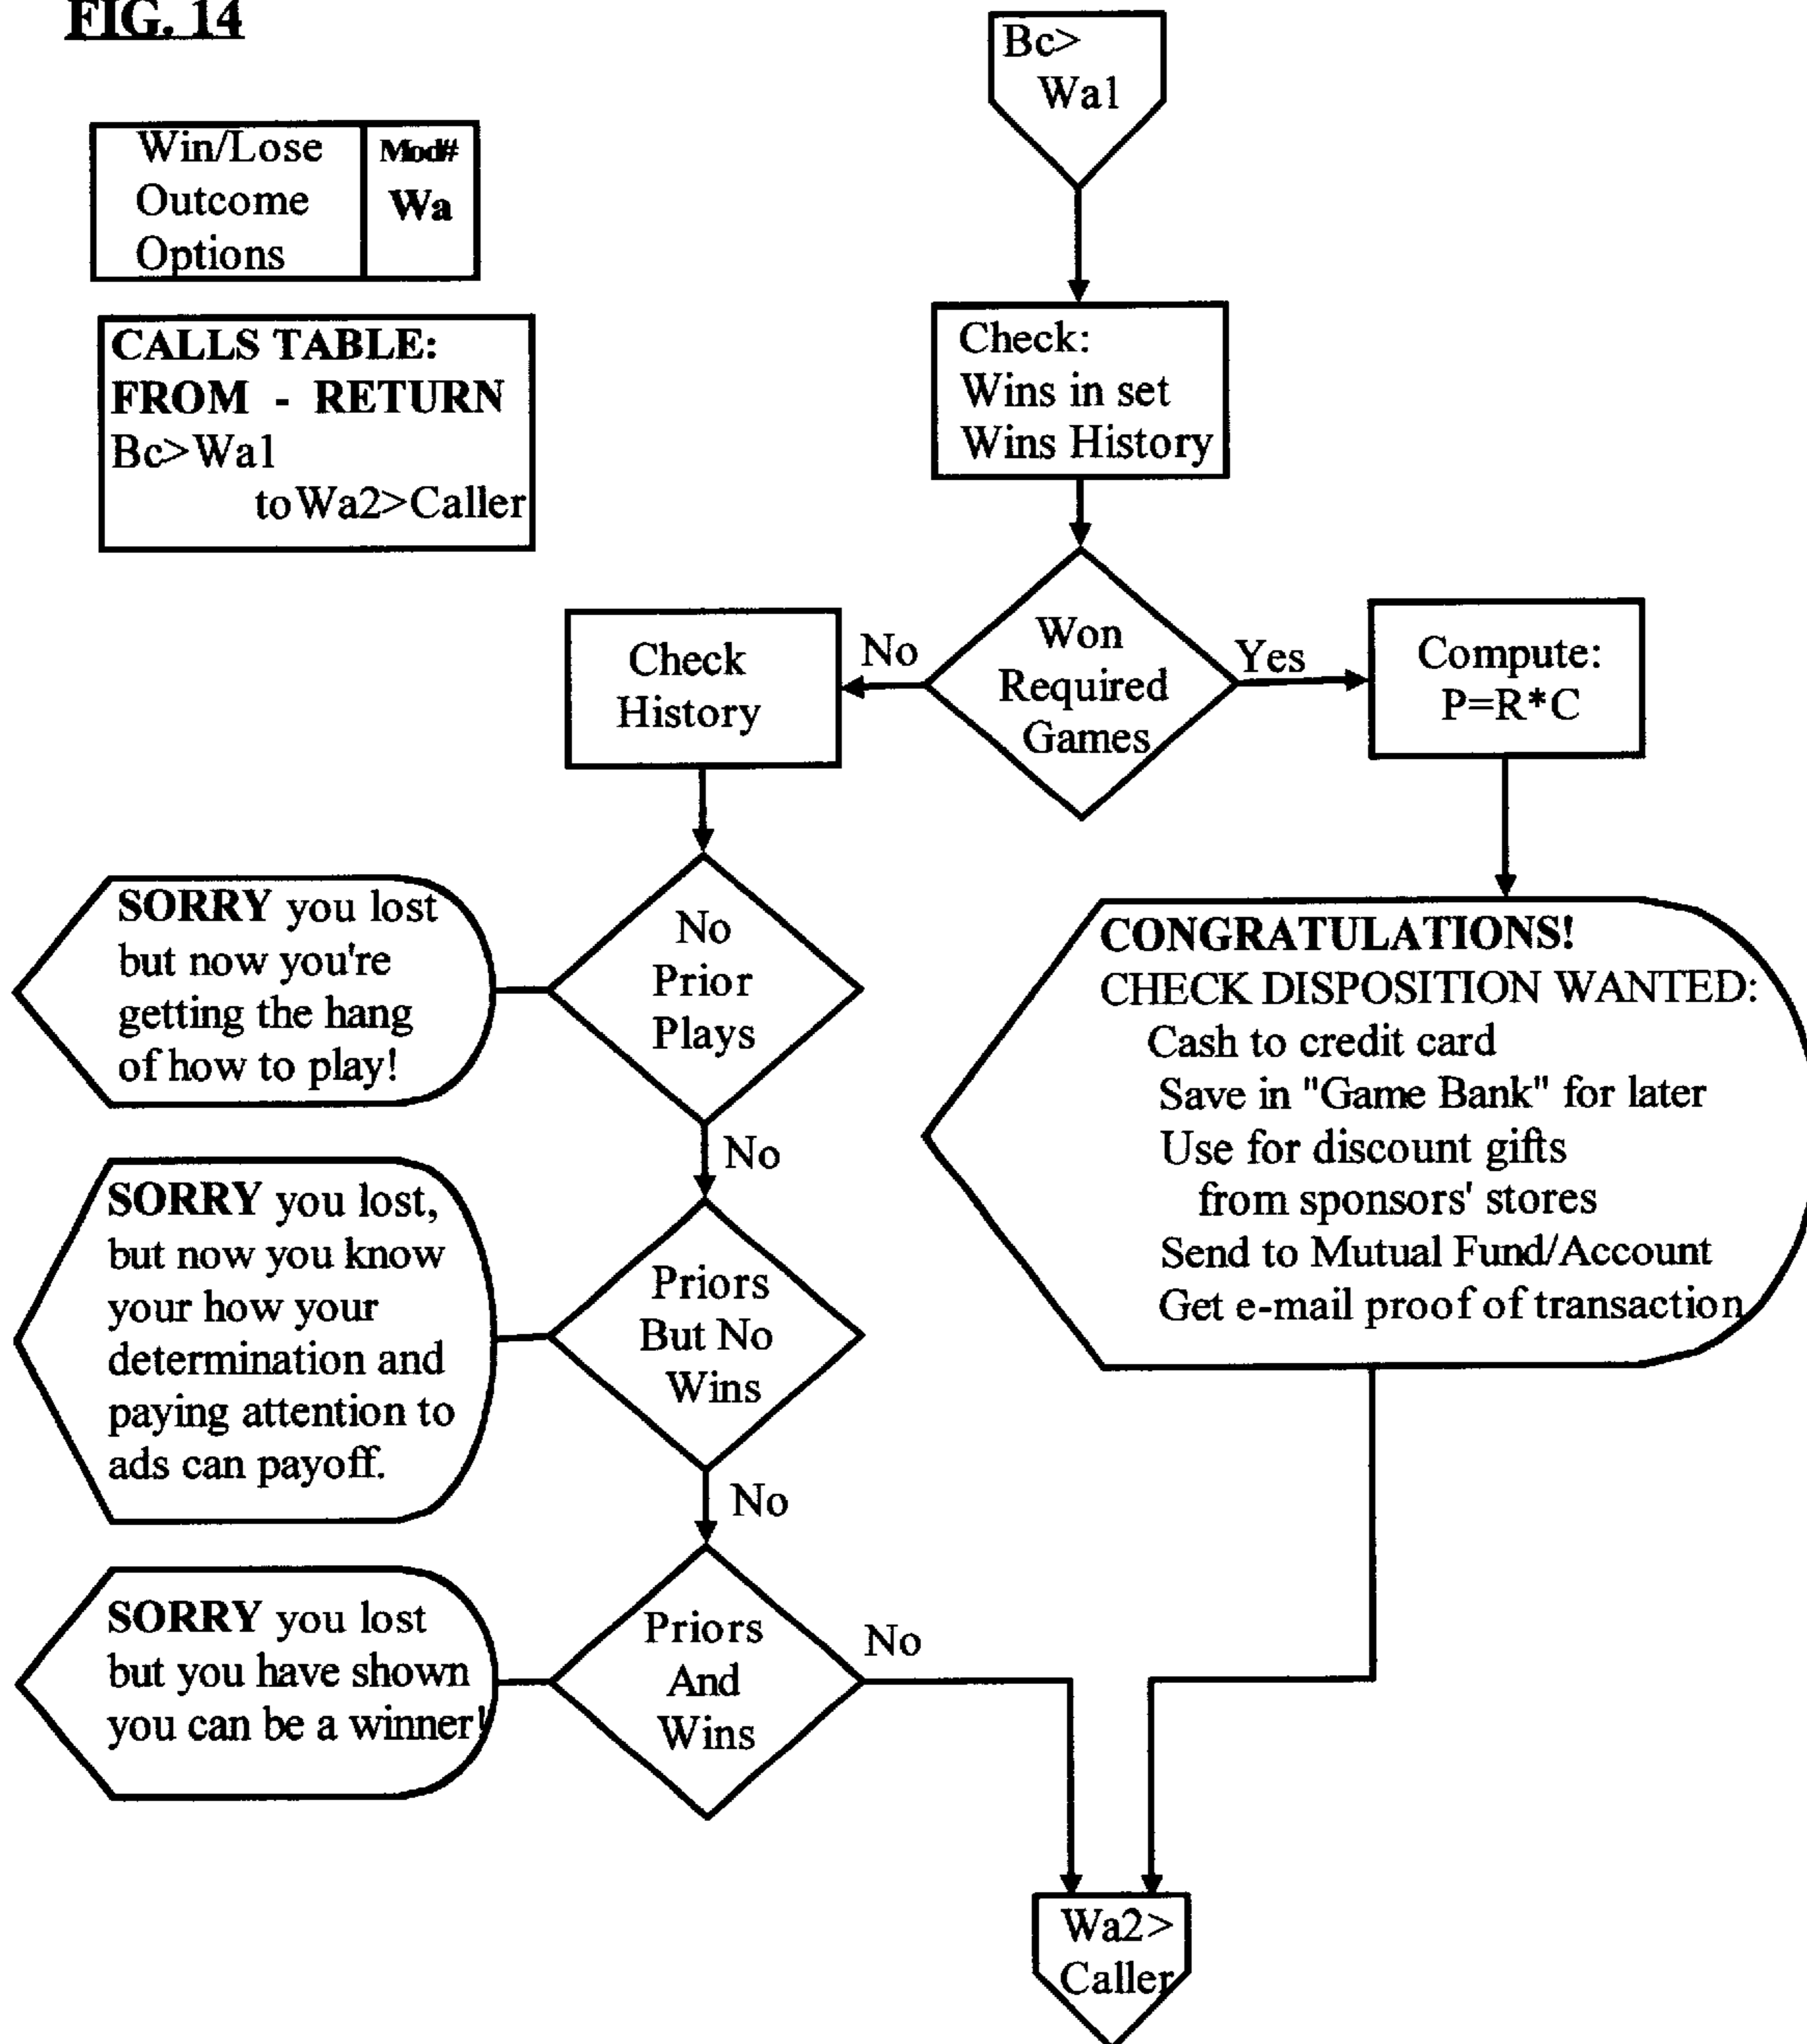 FIG. 14
Bc>
Wa1
Win/Lose
Outcome
Options
Mod#
Wa
CALLS TABLE:
FROM - RETURN
Bc>Wa1
to Wa2>Caller
Check:
Wins in set
Wins History
Won
Required
Games
No
Yes
Check
History
Compute:
P=R*C
No
Prior
Plays
SORRY you lost
but now you're
getting the hang
of how to play!
CONGRATULATIONS!
CHECK DISPOSITION WANTED:
Cash to credit card
Save in "Game Bank" for later
Use for discount gifts
from sponsors' stores
Send to Mutual Fund/Account
Get e-mail proof of transaction
No
SORRY you lost,
but now you know
your how your
determination and
paying attention to
ads can payoff.
Priors
But No
Wins
No
SORRY you lost
but you have shown
you can be a winner!
Priors
And
Wins
No
Wa2>
Caller